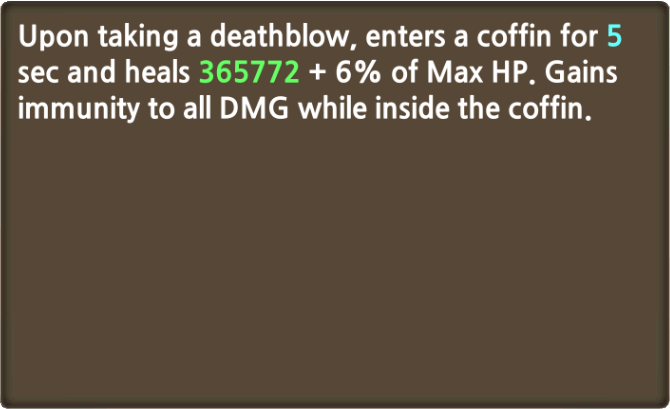 Upon taking a deathblow, enters a coffin for 5
sec and heals 365772 + 6% of Max HP. Gains
immunity to all DMG while inside the coffin.